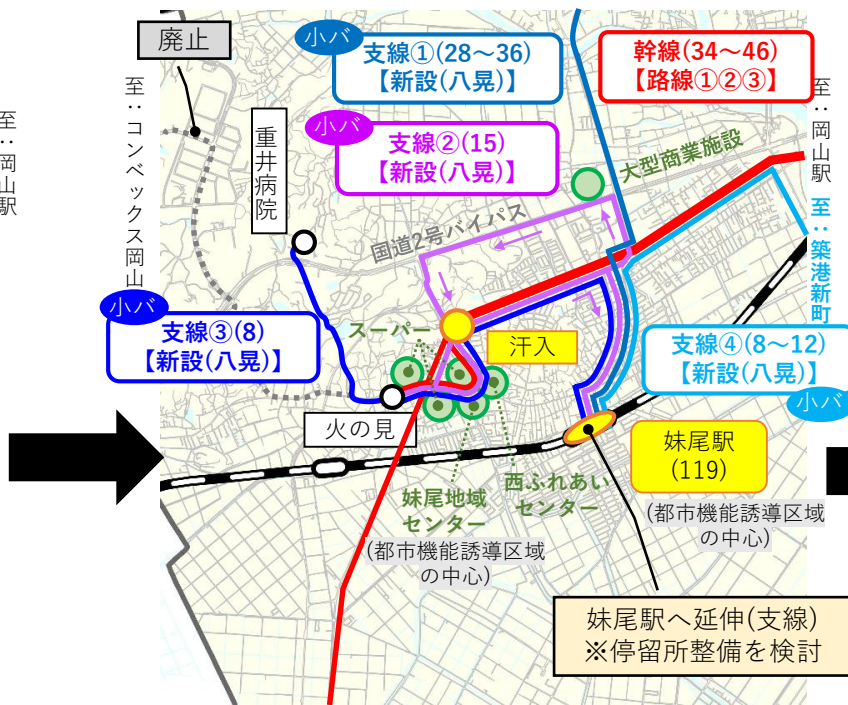 廃止
小バ
支線①(28～36)
【新設(八晃)】
幹線(34～46)
【路線①②③】
至：岡山駅
至：コンベックス岡山
重井病院
小バ
支線②(15)
【新設(八晃)】
大型商業施設
至：岡山駅
至：築港新町
国道2号バイパス
小バ
支線③(8)
【新設(八晃)】
スーパー
汗入
支線④(8～12)
【新設(八晃)】
小バ
火の見
妹尾駅
(119)
(都市機能誘導区域
の中心)
西ふれあい
センター
妹尾地域
センター
(都市機能誘導区域
の中心)
妹尾駅へ延伸(支線)
※停留所整備を検討